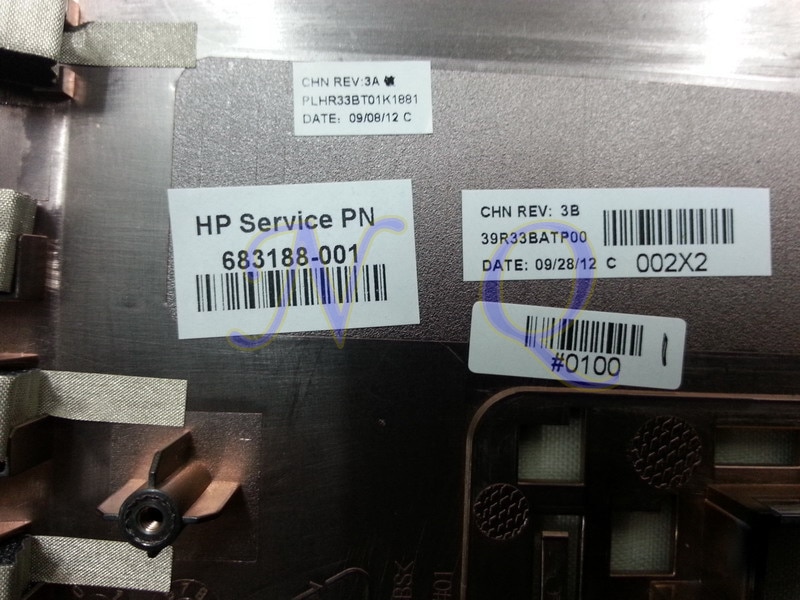 CHN REV:3A
PLHR33BT01K1881
DATE: 09/08/12 C
HP Service PN
683188-001
CHN REV: 3B
39R33BATP00
DATE: 09/28/12 C 002X2
#0100
N Q
BSK